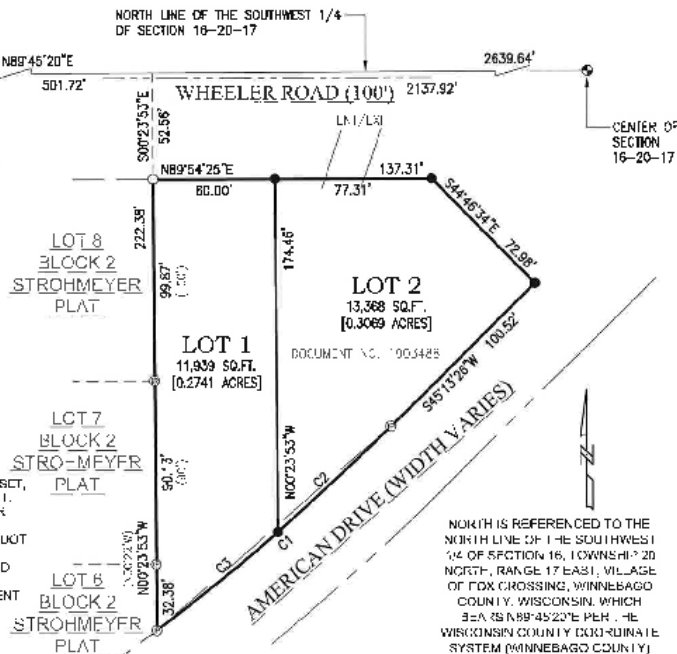 NORTH LINE OF THE SOUTHWEST 1/4
OF SECTION 16-20-17
N89°45'20"E
2639.64'
501.72'
WHEELER ROAD (100')
2137.92'
S00°23'53"E
52.56'
CENTER OF
SECTION
16-20-17
N89°54'25"E
137.31'
60.00'
77.31'
S44°46'34"E
72.98'
222.38'
174.46'
LOT 8
BLOCK 2
STROHMEYER
PLAT
99.87'
LOT 1
11,939 SQ.FT.
[0.2741 ACRES]
LOT 2
13,368 SQ.FT.
[0.3069 ACRES]
DOCUMENT NO. 1903488
S45°13'26"W
100.52'
LOT 7
BLOCK 2
STROHMEYER
PLAT
90.13'
(90')
N00°23'53"W
C2
AMERICAN DRIVE (WIDTH VARIES)
C1
C3
SET,
N00°23'53"W
32.38'
LOT 6
BLOCK 2
STROHMEYER
PLAT
NORTH IS REFERENCED TO THE
NORTH LINE OF THE SOUTHWEST
1/4 OF SECTION 16, TOWNSHIP 20
NORTH, RANGE 17 EAST, VILLAGE
OF FOX CROSSING, WINNEBAGO
COUNTY, WISCONSIN, WHICH
BEARS N89°45'20"E PER THE
WISCONSIN COUNTY COORDINATE
SYSTEM (WINNEBAGO COUNTY)